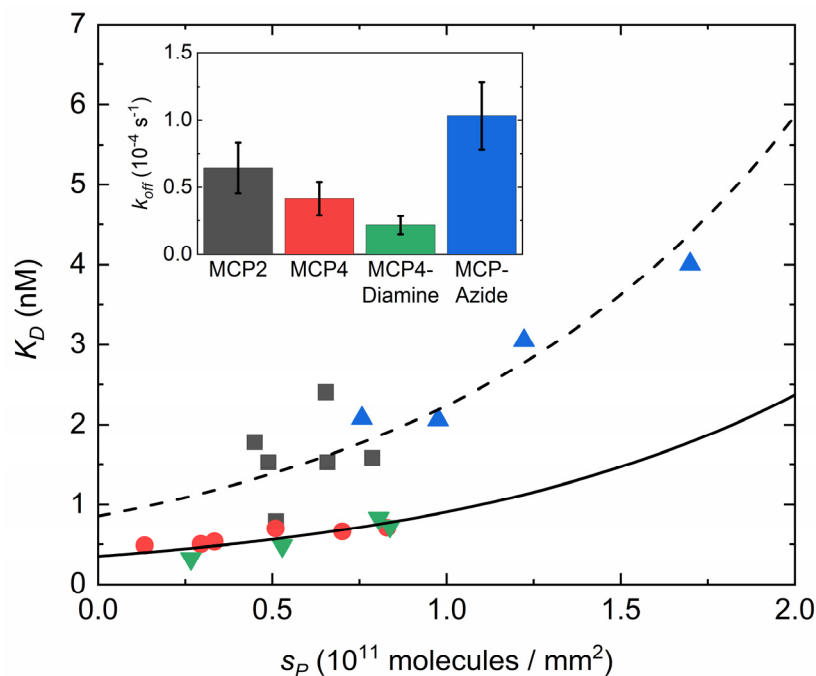 7
6
5
4
3
2
1
0
K_D (nM)
0.0 0.5 1.0 1.5 2.0
s_P (10^11 molecules / mm^2)
1.5
1.0
0.5
0.0
k_off (10^-4 s^-1)
MCP2 MCP4 MCP4- MCP-
Diamine Azide